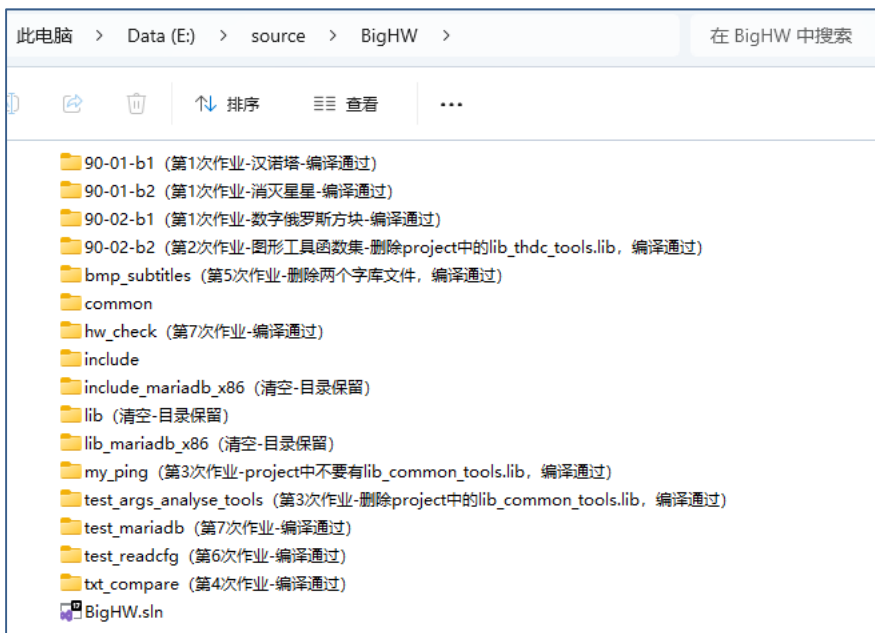 此电脑 > Data (E:) > source > BigHW > 在 BigHW 中搜索
排序 查看 ...
90-01-b1（第1次作业-汉诺塔-编译通过）
90-01-b2（第1次作业-消灭星星-编译通过）
90-02-b1（第1次作业-数字俄罗斯方块-编译通过）
90-02-b2（第2次作业-图形工具函数集-删除project中的lib_thdc_tools.lib，编译通过）
bmp_subtitles（第5次作业-删除两个字库文件，编译通过）
common
hw_check（第7次作业-编译通过）
include
include_mariadb_x86（清空-目录保留）
lib（清空-目录保留）
lib_mariadb_x86（清空-目录保留）
my_ping（第3次作业-project中不要有lib_common_tools.lib，编译通过）
test_args_analyse_tools（第3次作业-删除project中的lib_common_tools.lib，编译通过）
test_mariadb（第7次作业-编译通过）
test_readcfg（第6次作业-编译通过）
txt_compare（第4次作业-编译通过）
BigHW.sln